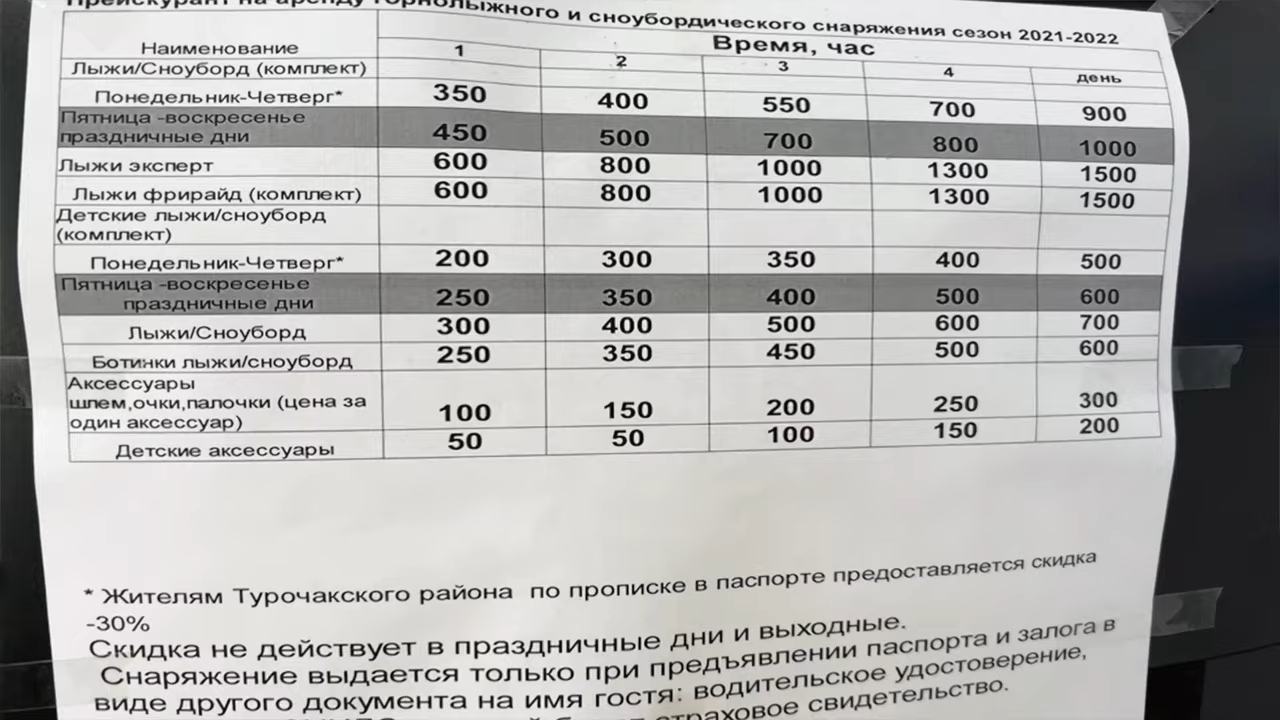 Прейскурант на аренду горнолыжного и сноубордического снаряжения сезон 2021-2022
Наименование Время, час
Лыжи/Сноуборд (комплект) 1 2 3 4 день
Понедельник-Четверг* 350 400 550 700 900
Пятница -воскресенье
праздничные дни 450 500 700 800 1000
Лыжи эксперт 600 800 1000 1300 1500
Лыжи фрирайд (комплект) 600 800 1000 1300 1500
Детские лыжи/сноуборд
(комплект)
Понедельник-Четверг* 200 300 350 400 500
Пятница -воскресенье
праздничные дни 250 350 400 500 600
Лыжи/Сноуборд 300 400 500 600 700
Ботинки лыжи/сноуборд 250 350 450 500 600
Аксессуары
шлем,очки,палочки (цена за
один аксессуар) 100 150 200 250 300
Детские аксессуары 50 50 100 150 200
* Жителям Турочакского района по прописке в паспорте предоставляется скидка
-30%
Скидка не действует в праздничные дни и выходные.
Снаряжение выдается только при предъявлении паспорта и залога в
виде другого документа на имя гостя: водительское удостоверение,
страховое свидетельство.